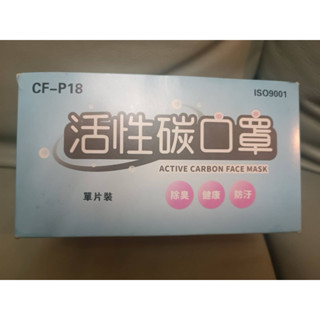 CF-P18
ISO9001
活性碳口罩
ACTIVE CARBON FACE MASK
單片裝
除臭 健康 防汙